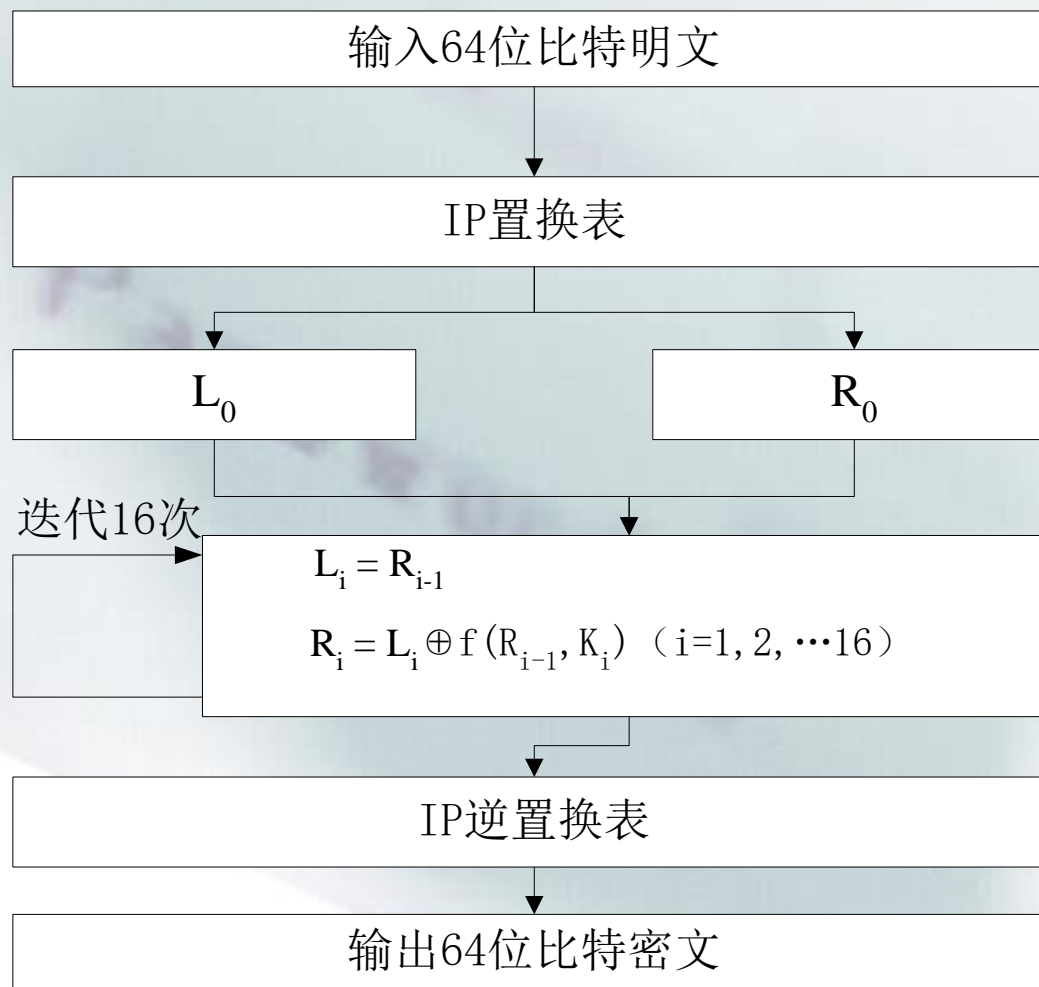 输入64位比特明文
IP置换表
L₀
R₀
迭代16次
Lᵢ = Rᵢ₋₁
Rᵢ = Lᵢ ⊕ f(Rᵢ₋₁, Kᵢ)（i=1, 2, …16）
IP逆置换表
输出64位比特密文